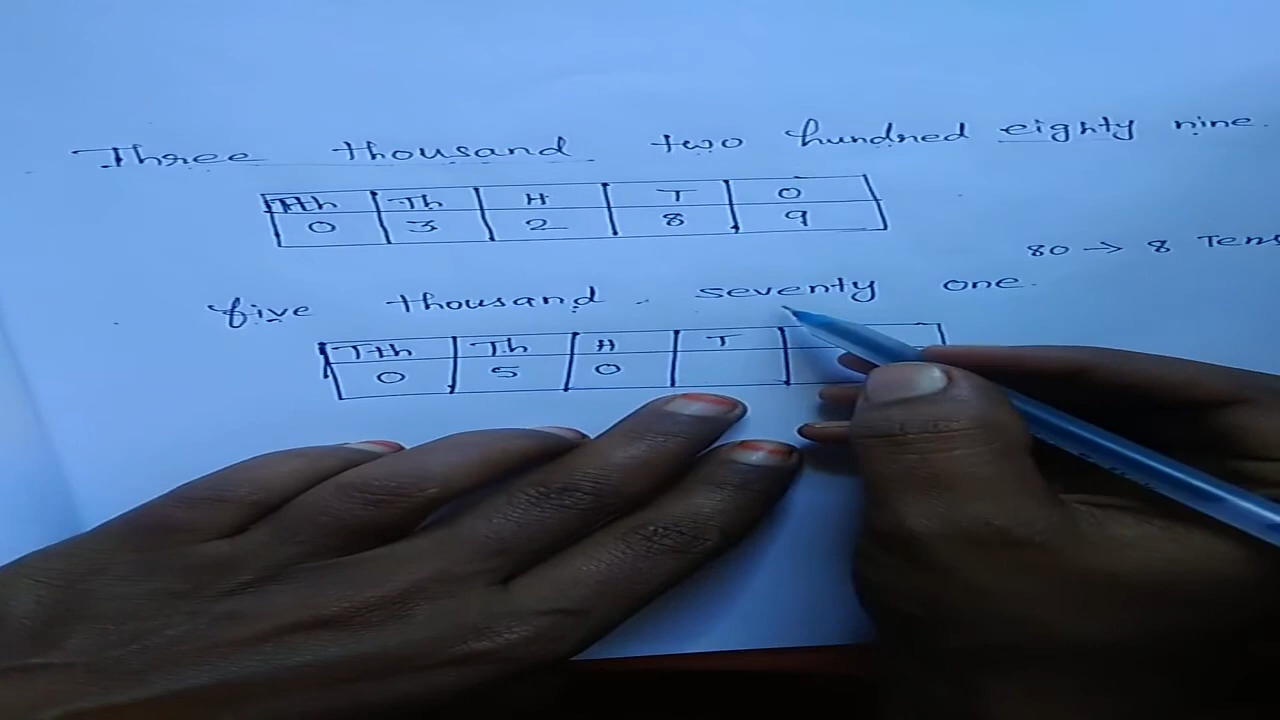 Three thousand two hundred eighty nine.
Tth Th H T O
0 3 2 8 9
80 → 8 Tens
five thousand seventy one.
Tth Th H T
0 5 0